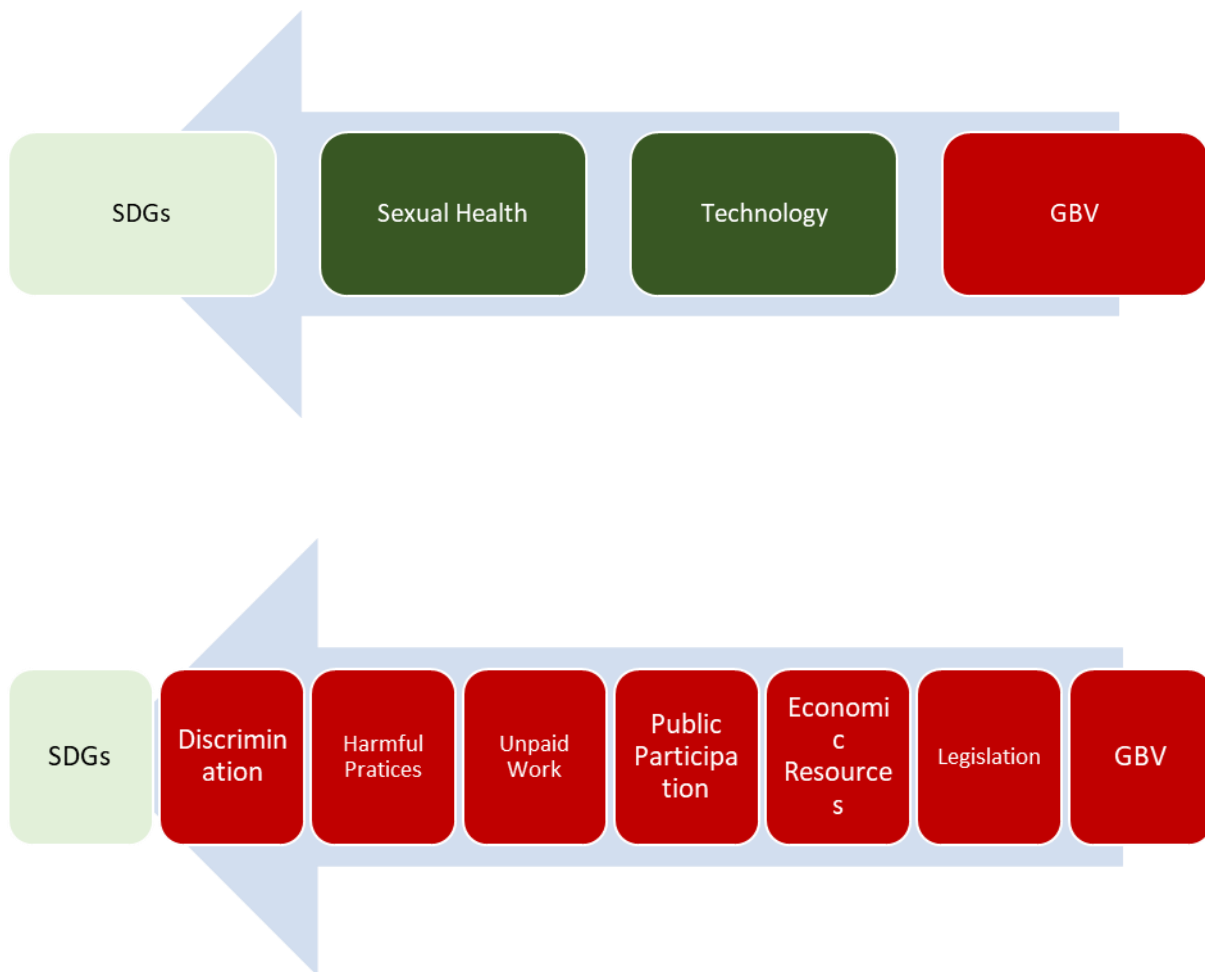 SDGs
Sexual Health
Technology
GBV
SDGs
Discrimin
ation
Harmful
Pratices
Unpaid
Work
Public
Participa
tion
Economi
c
Resource
s
Legislation
GBV